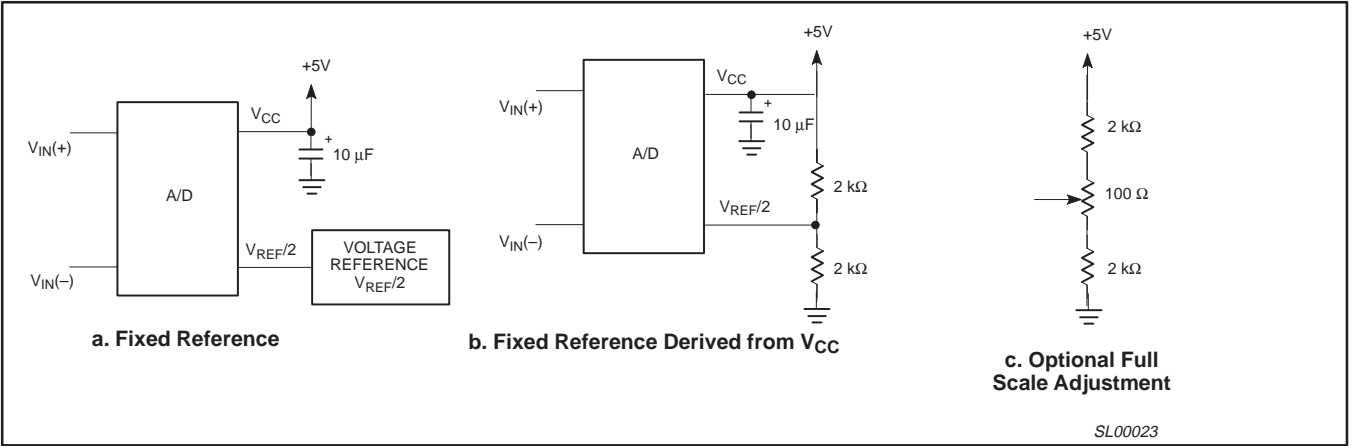 +5V
VCC
VIN(+)
+
10 μF
A/D
VREF/2
VOLTAGE
REFERENCE
VREF/2
VIN(–)
a. Fixed Reference
+5V
VCC
VIN(+)
+
10 μF
A/D
2 kΩ
VREF/2
VIN(–)
2 kΩ
b. Fixed Reference Derived from VCC
+5V
2 kΩ
100 Ω
2 kΩ
c. Optional Full
Scale Adjustment
SL00023